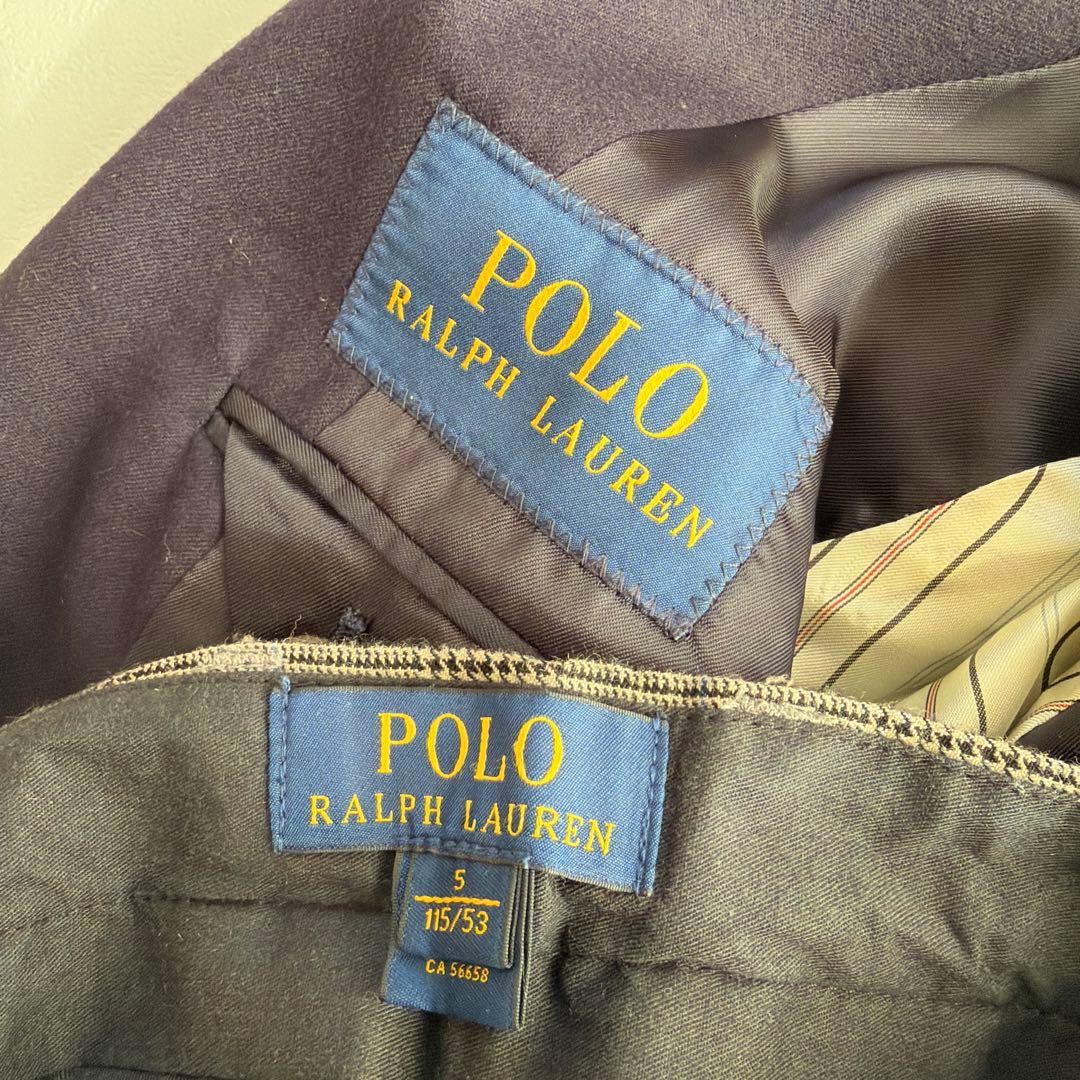 POLO
RALPH LAUREN
POLO
RALPH LAUREN
5
115/53
CA 56658